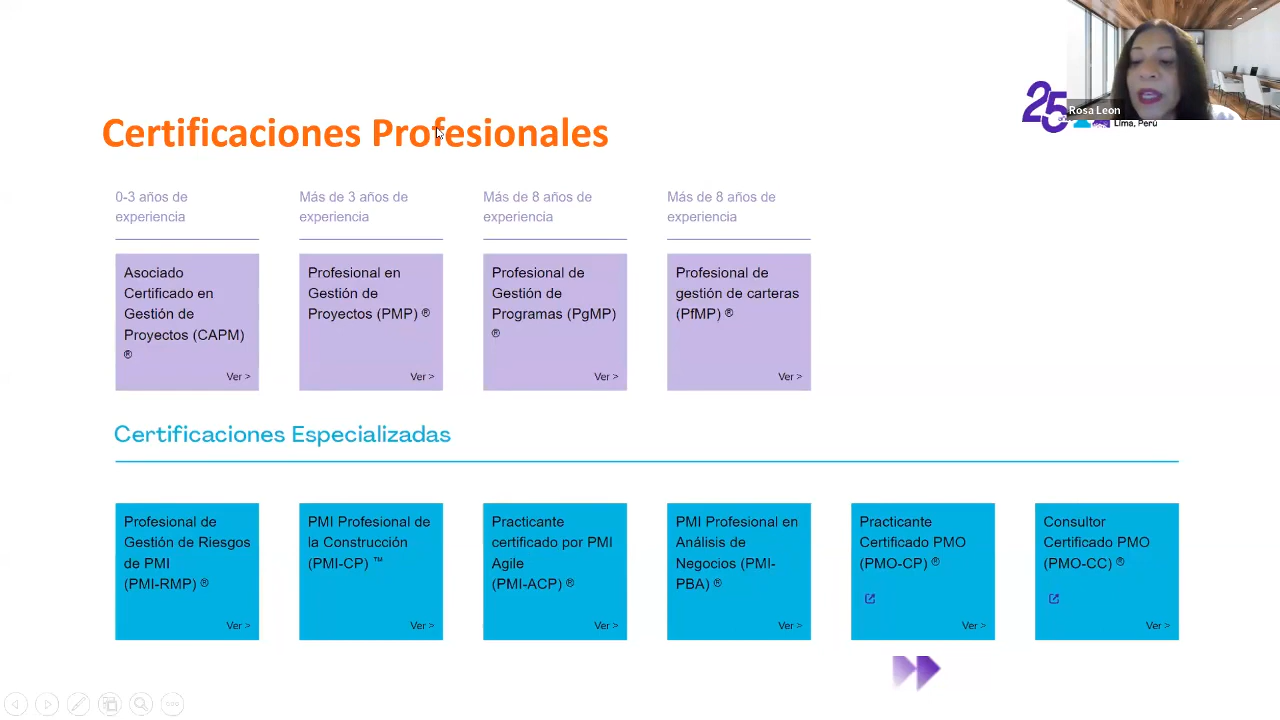 25
años
Lima, Perú
Rosa Leon
Certificaciones Profesionales
0-3 años de
experiencia
Más de 3 años de
experiencia
Más de 8 años de
experiencia
Más de 8 años de
experiencia
Asociado
Certificado en
Gestión de
Proyectos (CAPM)
®
Ver >
Profesional en
Gestión de
Proyectos (PMP) ®
Ver >
Profesional de
Gestión de
Programas (PgMP)
®
Ver >
Profesional de
gestión de carteras
(PfMP) ®
Ver >
Certificaciones Especializadas
Profesional de
Gestión de Riesgos
de PMI
(PMI-RMP) ®
Ver >
PMI Profesional de
la Construcción
(PMI-CP) ™
Ver >
Practicante
certificado por PMI
Agile
(PMI-ACP) ®
Ver >
PMI Profesional en
Análisis de
Negocios (PMI-
PBA) ®
Ver >
Practicante
Certificado PMO
(PMO-CP) ®
Ver >
Consultor
Certificado PMO
(PMO-CC) ®
Ver >